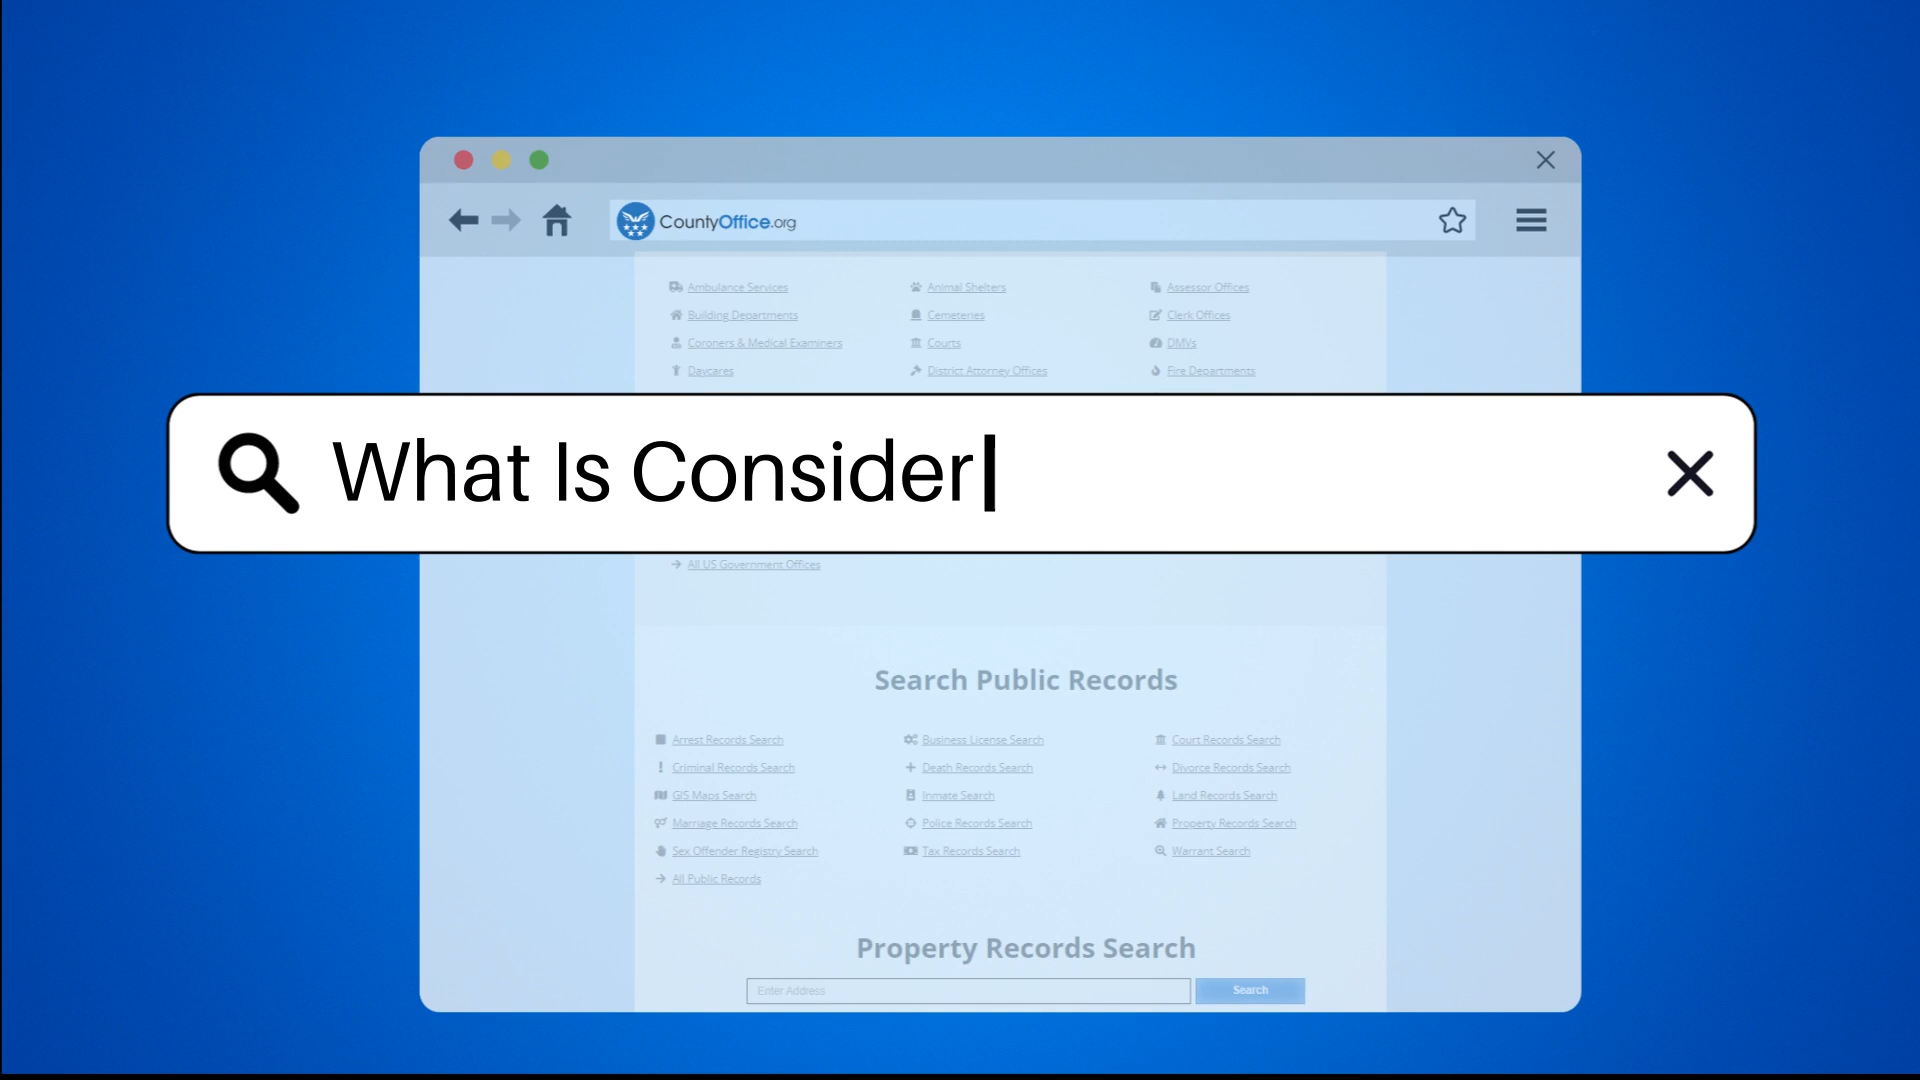 CountyOffice.org
Ambulance Services Animal Shelters Assessor Offices
Building Departments Cemeteries Clerk Offices
Coroners & Medical Examiners Courts DMVs
Daycares District Attorney Offices Fire Departments
What Is Consider
All US Government Offices
Search Public Records
Arrest Records Search Business License Search Court Records Search
Criminal Records Search Death Records Search Divorce Records Search
GIS Maps Search Inmate Search Land Records Search
Marriage Records Search Police Records Search Property Records Search
Sex Offender Registry Search Tax Records Search Warrant Search
All Public Records
Property Records Search
Enter Address Search